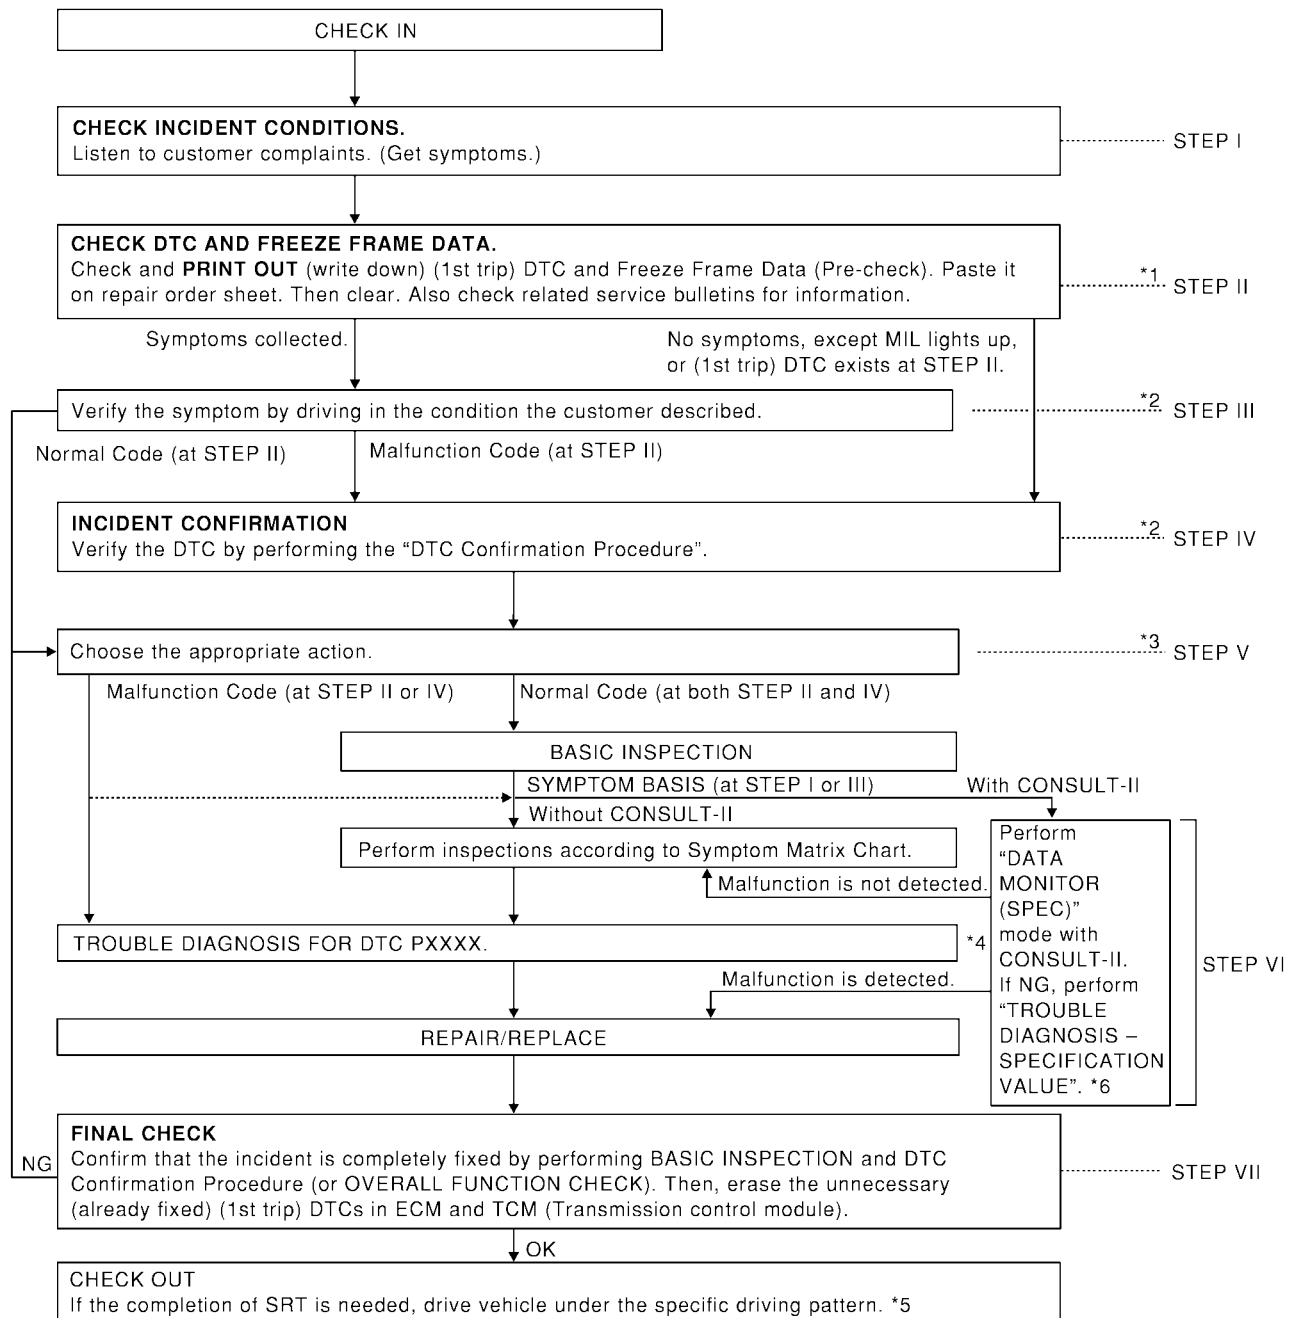 CHECK IN
CHECK INCIDENT CONDITIONS.
Listen to customer complaints. (Get symptoms.)
STEP I
CHECK DTC AND FREEZE FRAME DATA.
Check and PRINT OUT (write down) (1st trip) DTC and Freeze Frame Data (Pre-check). Paste it
on repair order sheet. Then clear. Also check related service bulletins for information.
*1
STEP II
Symptoms collected.
No symptoms, except MIL lights up,
or (1st trip) DTC exists at STEP II.
Verify the symptom by driving in the condition the customer described.
*2
STEP III
Normal Code (at STEP II)
Malfunction Code (at STEP II)
INCIDENT CONFIRMATION
Verify the DTC by performing the “DTC Confirmation Procedure”.
*2
STEP IV
Choose the appropriate action.
*3
STEP V
Malfunction Code (at STEP II or IV)
Normal Code (at both STEP II and IV)
BASIC INSPECTION
SYMPTOM BASIS (at STEP I or III)
With CONSULT-II
Without CONSULT-II
Perform inspections according to Symptom Matrix Chart.
Malfunction is not detected.
Perform
“DATA
MONITOR
(SPEC)”
mode with
CONSULT-II.
If NG, perform
“TROUBLE
DIAGNOSIS –
SPECIFICATION
VALUE”. *6
STEP VI
TROUBLE DIAGNOSIS FOR DTC PXXXX.
*4
Malfunction is detected.
REPAIR/REPLACE
FINAL CHECK
Confirm that the incident is completely fixed by performing BASIC INSPECTION and DTC
Confirmation Procedure (or OVERALL FUNCTION CHECK). Then, erase the unnecessary
(already fixed) (1st trip) DTCs in ECM and TCM (Transmission control module).
NG
STEP VII
OK
CHECK OUT
If the completion of SRT is needed, drive vehicle under the specific driving pattern. *5